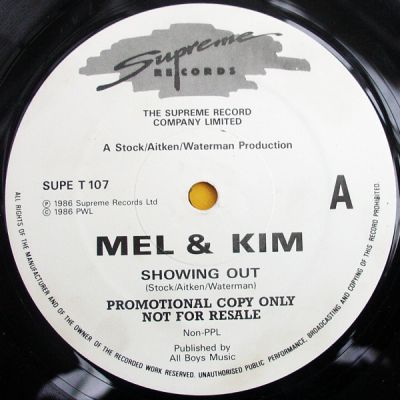 Supreme
RECORDS
THE SUPREME RECORD
COMPANY LIMITED
A Stock/Aitken/Waterman Production
SUPE T 107
A
℗ 1986 Supreme Records Ltd
© 1986 PWL
MEL & KIM
SHOWING OUT
(Stock/Aitken/Waterman)
PROMOTIONAL COPY ONLY
NOT FOR RESALE
Non-PPL
Published by
All Boys Music
ALL RIGHTS OF THE MANUFACTURER AND OF THE OWNER OF THE RECORDED WORK RESERVED. UNAUTHORISED PUBLIC PERFORMANCE, BROADCASTING AND COPYING OF THIS RECORD PROHIBITED